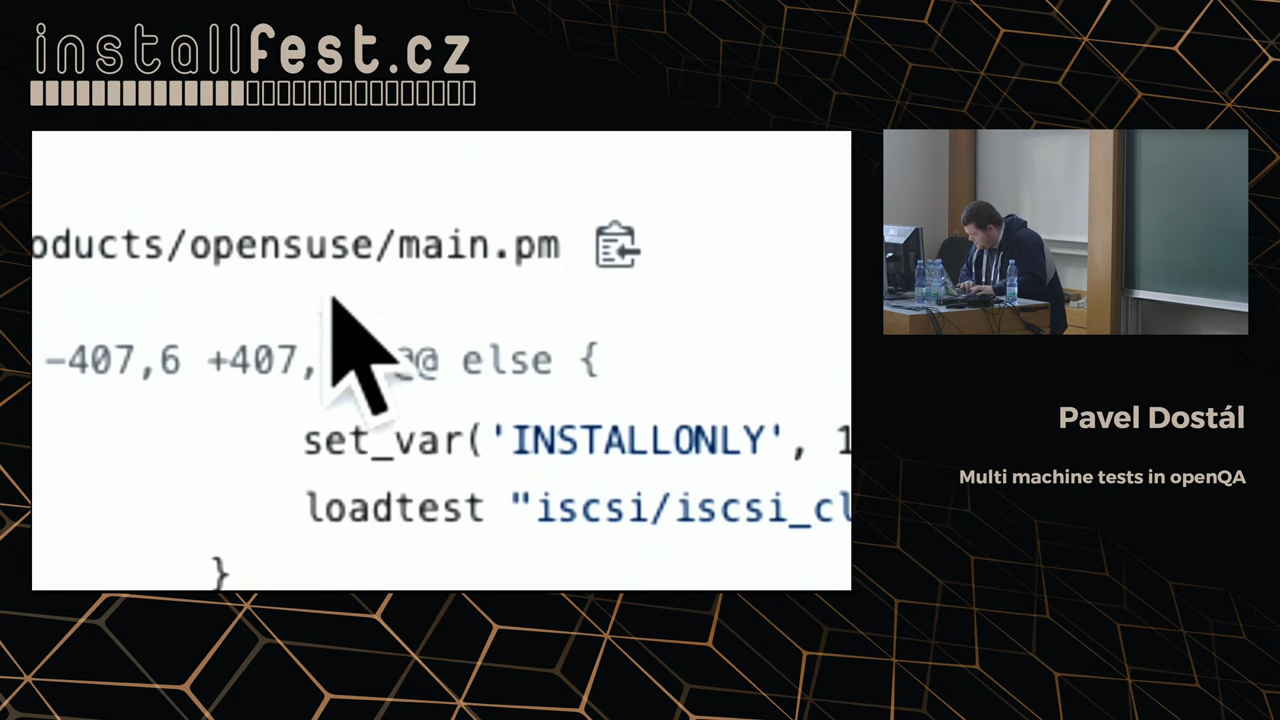 installfest.cz
oducts/opensuse/main.pm
-407,6 +407, @@ else {
set_var('INSTALLONLY', 1
loadtest "iscsi/iscsi_cl
}
Pavel Dostál
Multi machine tests in openQA